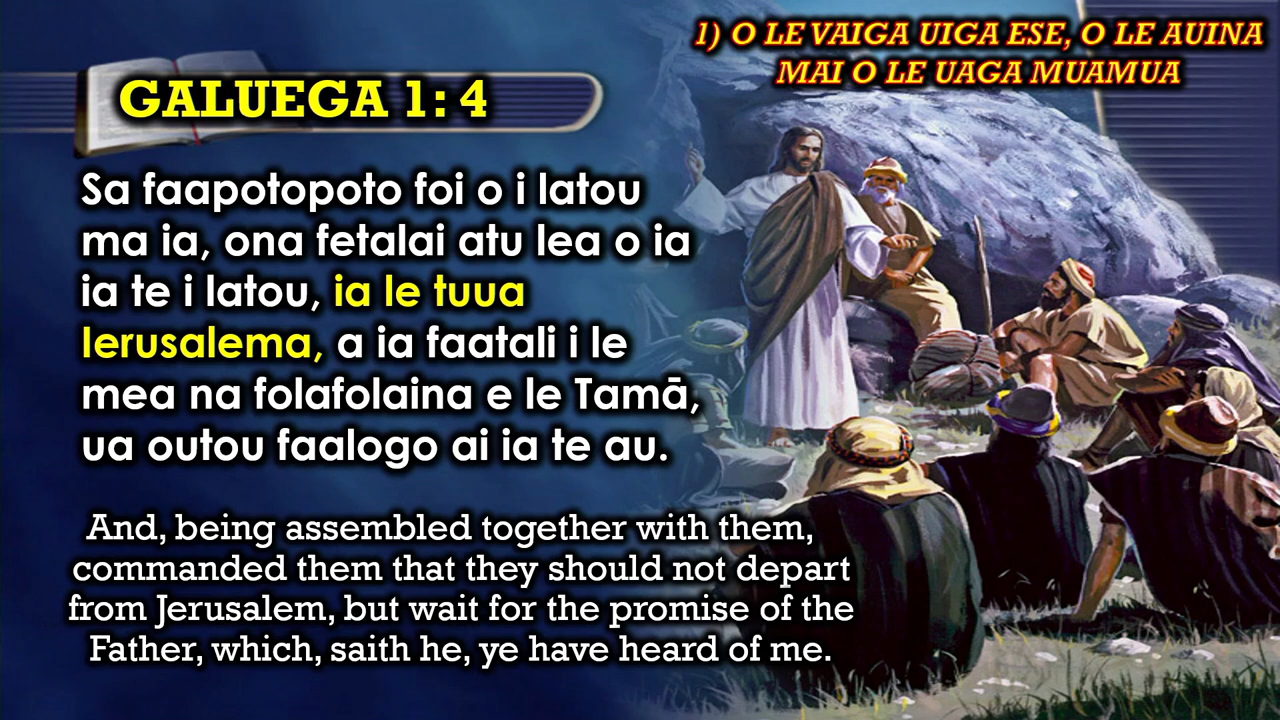 1) O LE VAIGA UIGA ESE, O LE AUINA
MAI O LE UAGA MUAMUA
GALUEGA 1: 4
Sa faapotopoto foi o i latou
ma ia, ona fetalai atu lea o ia
ia te i latou, ia le tuua
Ierusalema, a ia faatali i le
mea na folafolaina e le Tamā,
ua outou faalogo ai ia te au.
And, being assembled together with them,
commanded them that they should not depart
from Jerusalem, but wait for the promise of the
Father, which, saith he, ye have heard of me.